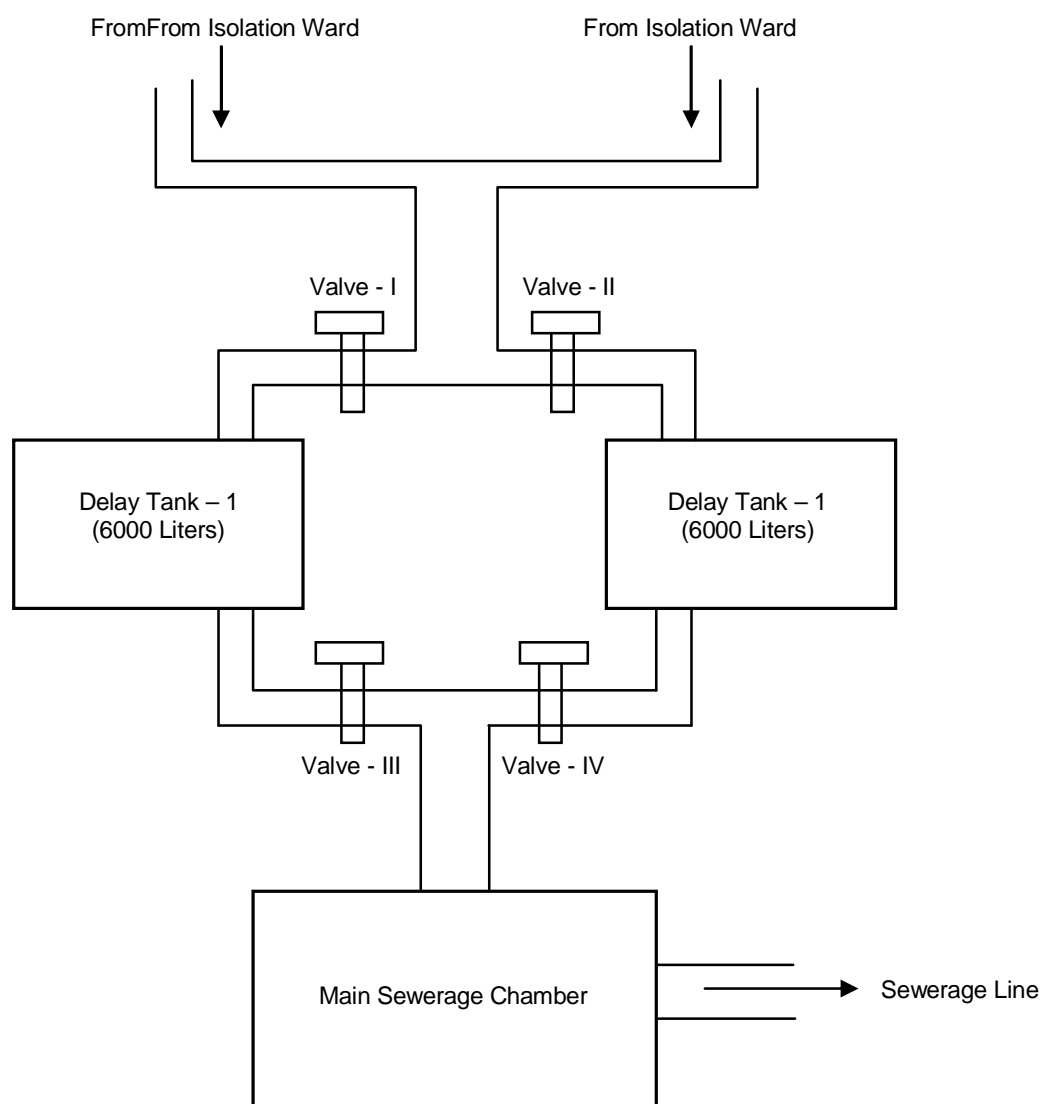 FromFrom Isolation Ward
From Isolation Ward
Valve - I
Valve - II
Delay Tank – 1
(6000 Liters)
Delay Tank – 1
(6000 Liters)
Valve - III
Valve - IV
Main Sewerage Chamber
Sewerage Line